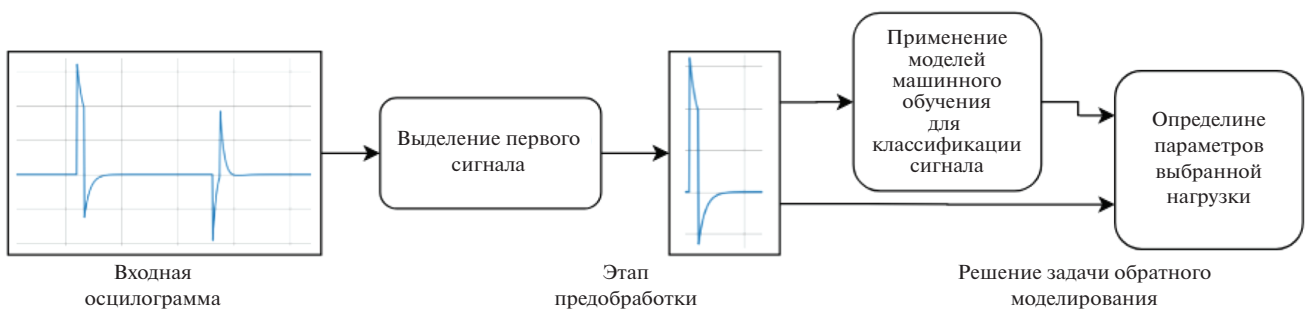 Выделение первого
сигнала
Применение
моделей
машинного
обучения
для
классификации
сигнала
Определине
параметров
выбранной
нагрузки
Входная
осцилограмма
Этап
предобработки
Решение задачи обратного
моделирования